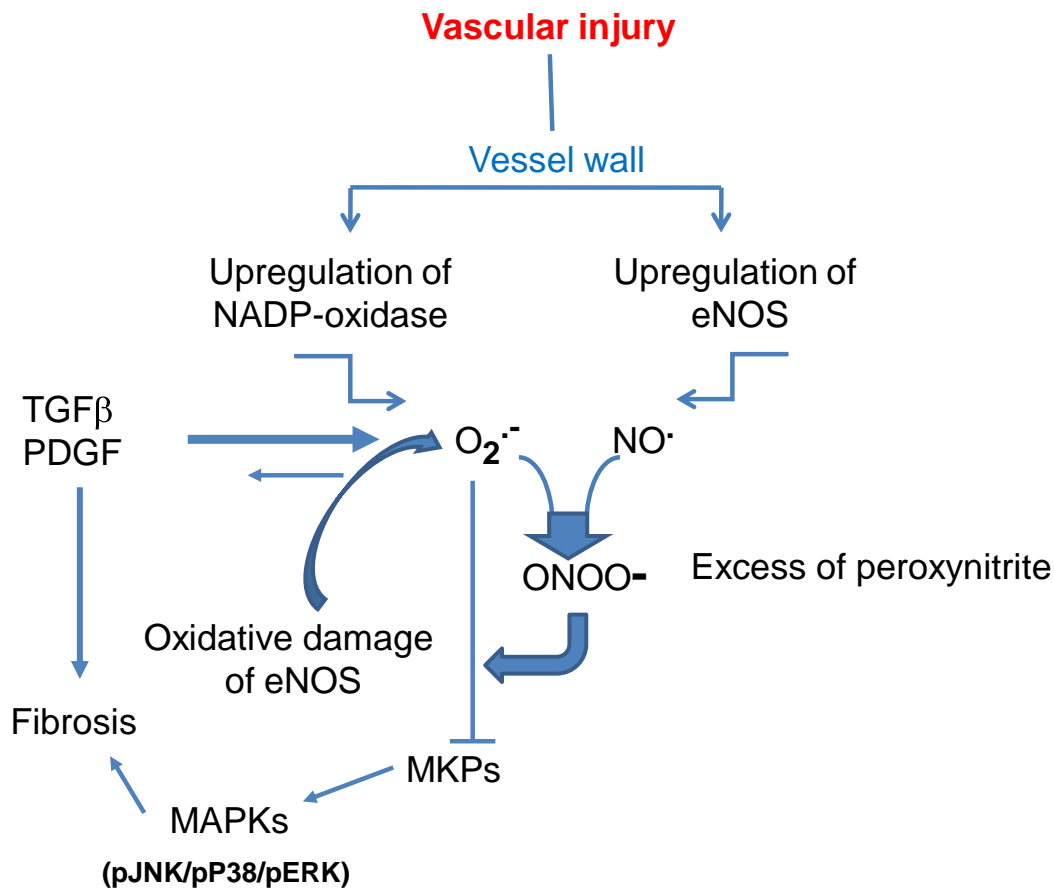 Vascular injury
Vessel wall
Upregulation of
NADP-oxidase
Upregulation of
eNOS
TGFβ
PDGF
O₂·-
NO·
ONOO-
Excess of peroxynitrite
Oxidative damage
of eNOS
Fibrosis
MKPs
MAPKs
(pJNK/pP38/pERK)